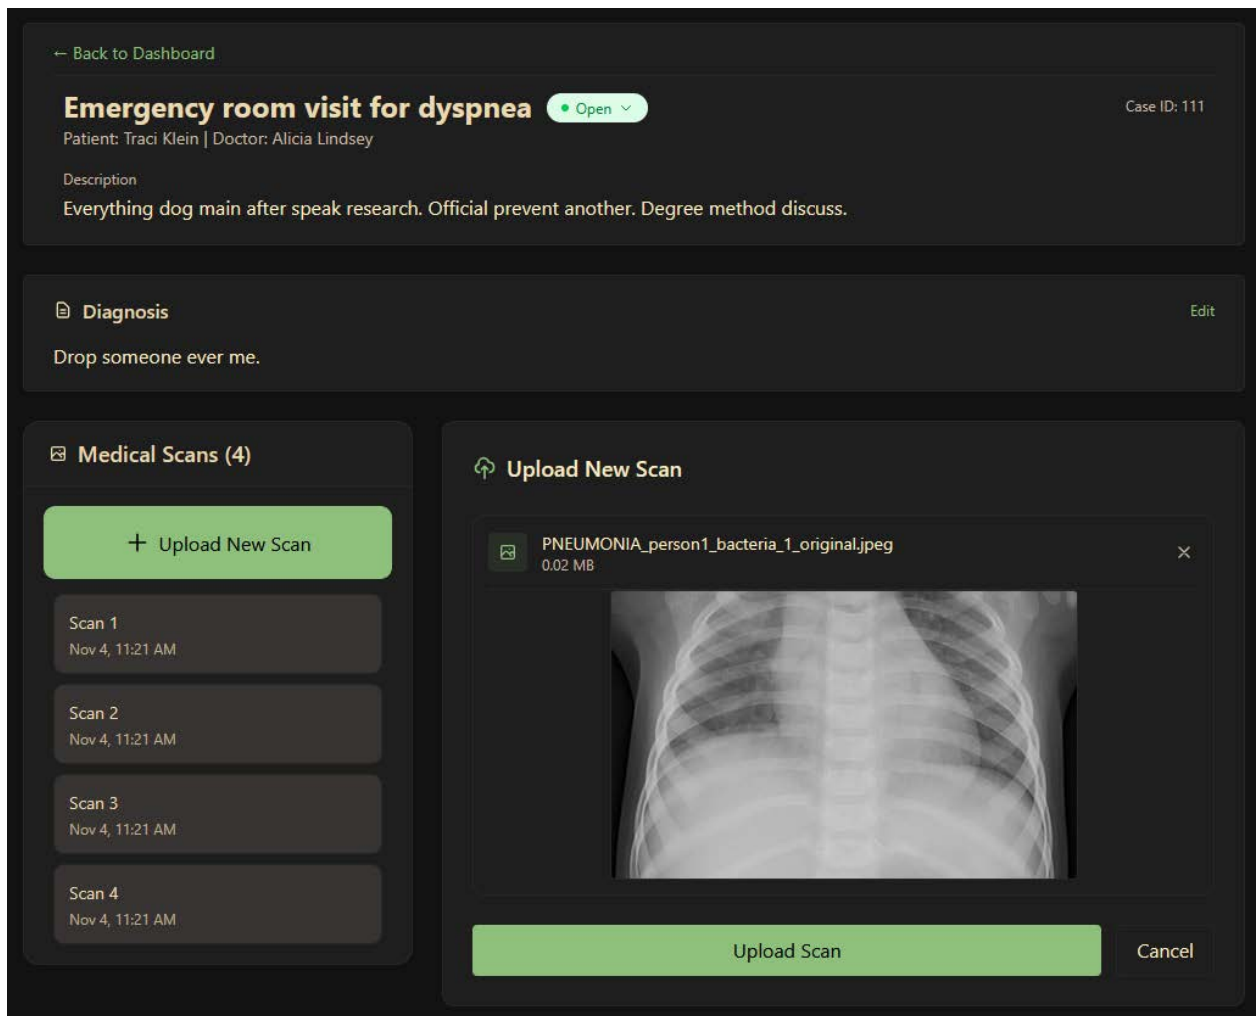 ← Back to Dashboard
Emergency room visit for dyspnea
Open
Case ID: 111
Patient: Traci Klein | Doctor: Alicia Lindsey
Description
Everything dog main after speak research. Official prevent another. Degree method discuss.
Diagnosis
Edit
Drop someone ever me.
Medical Scans (4)
+ Upload New Scan
Scan 1
Nov 4, 11:21 AM
Scan 2
Nov 4, 11:21 AM
Scan 3
Nov 4, 11:21 AM
Scan 4
Nov 4, 11:21 AM
Upload New Scan
PNEUMONIA_person1_bacteria_1_original.jpeg
0.02 MB
Upload Scan
Cancel